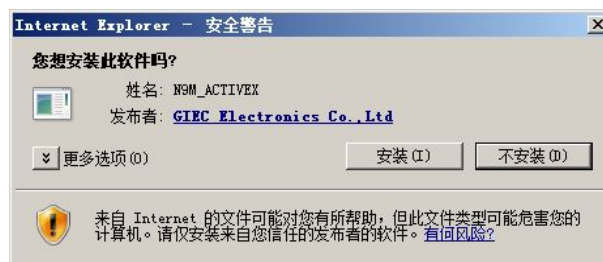 Internet Explorer - 安全警告
您想安装此软件吗?
姓名: N9M_ACTIVEX
发布者: GIEC Electronics Co.,Ltd
更多选项(O)
安装(I)
不安装(D)
来自 Internet 的文件可能对您有所帮助，但此文件类型可能危害您的
计算机。请仅安装来自您信任的发布者的软件。有何风险?